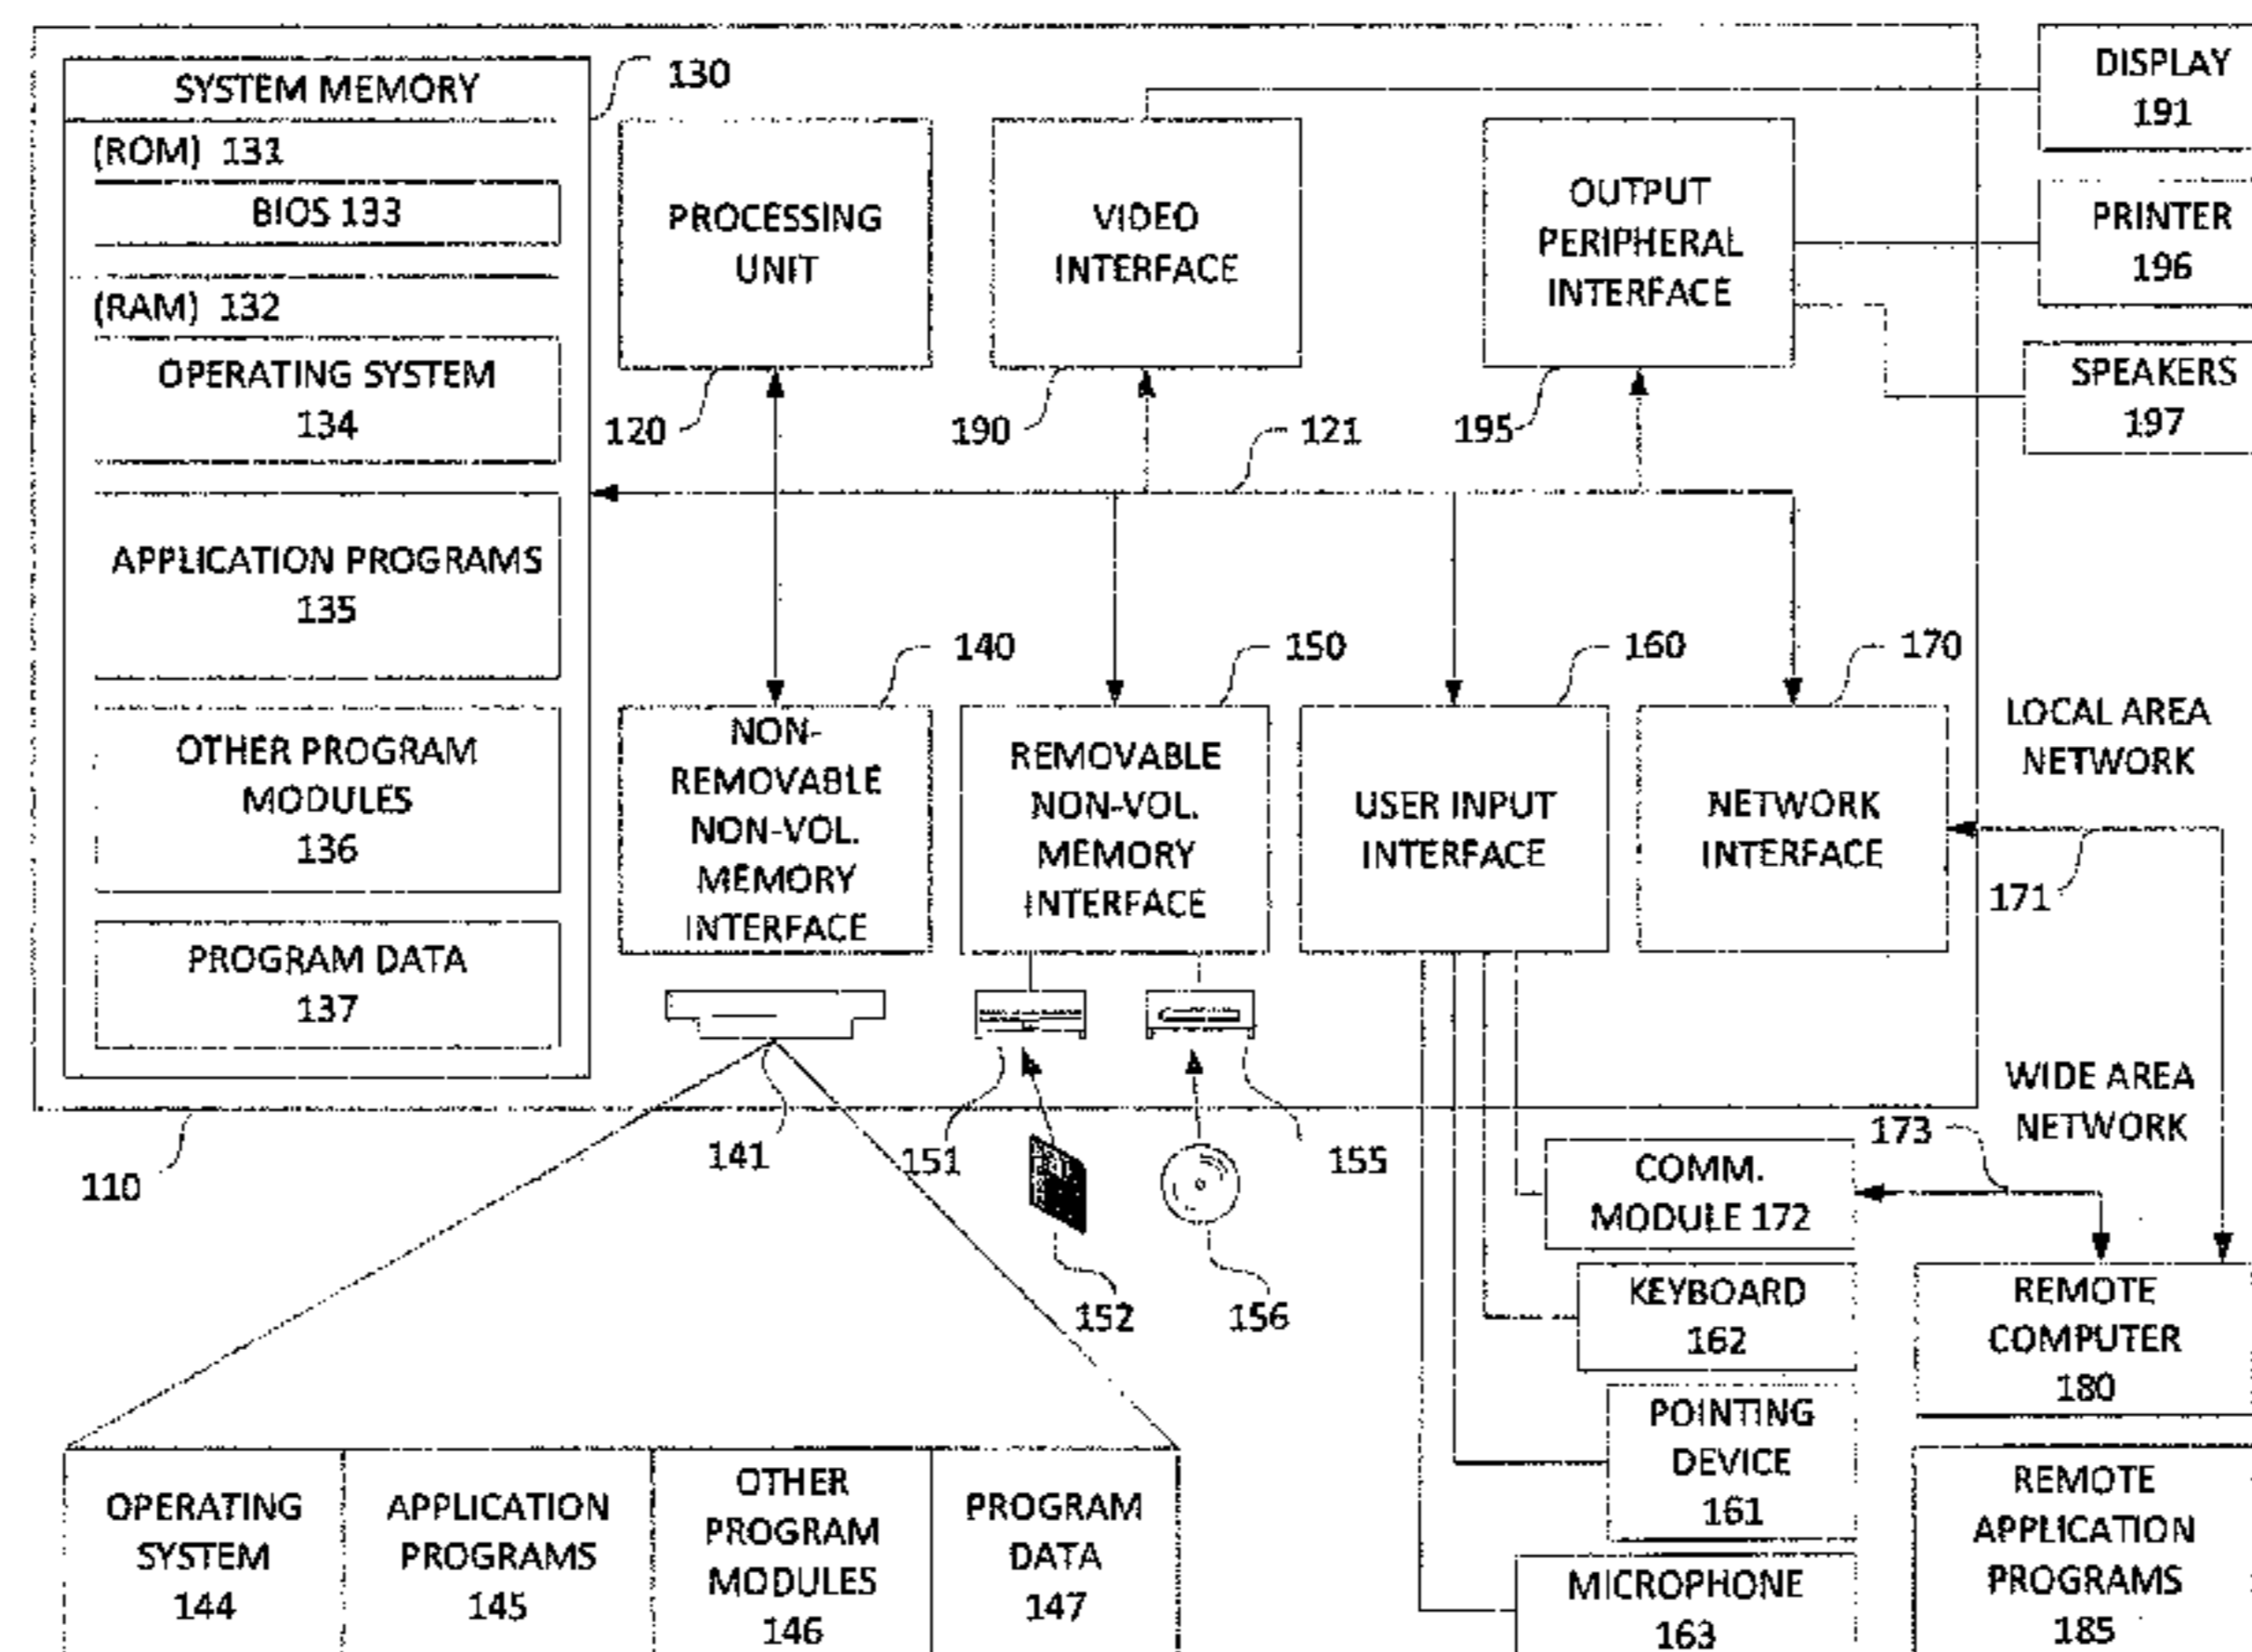 SYSTEM MEMORY
130
(ROM) 131
BIOS 133
(RAM) 132
OPERATING SYSTEM
134
APPLICATION PROGRAMS
135
OTHER PROGRAM
MODULES
136
PROGRAM DATA
137
PROCESSING
UNIT
120
VIDEO
INTERFACE
190
121
OUTPUT
PERIPHERAL
INTERFACE
195
DISPLAY
191
PRINTER
196
SPEAKERS
197
140
NON-
REMOVABLE
NON-VOL.
MEMORY
INTERFACE
150
REMOVABLE
NON-VOL.
MEMORY
INTERFACE
160
USER INPUT
INTERFACE
170
NETWORK
INTERFACE
LOCAL AREA
NETWORK
171
WIDE AREA
NETWORK
173
110
141
151
152
155
156
COMM.
MODULE 172
KEYBOARD
162
POINTING
DEVICE
161
MICROPHONE
163
REMOTE
COMPUTER
180
REMOTE
APPLICATION
PROGRAMS
185
OPERATING
SYSTEM
144
APPLICATION
PROGRAMS
145
OTHER
PROGRAM
MODULES
146
PROGRAM
DATA
147